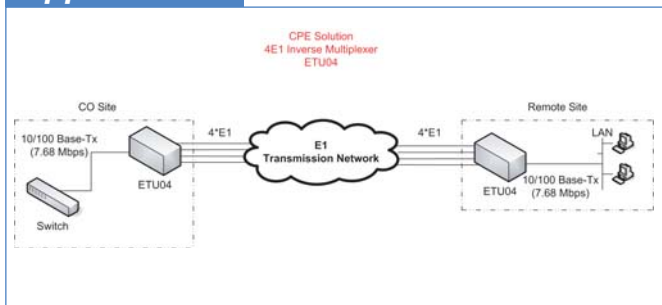 CPE Solution
4E1 Inverse Multiplexer
ETU04
CO Site
Remote Site
10/100 Base-Tx
(7.68 Mbps)
ETU04
Switch
4*E1
E1
Transmission Network
4*E1
LAN
ETU04
10/100 Base-Tx
(7.68 Mbps)